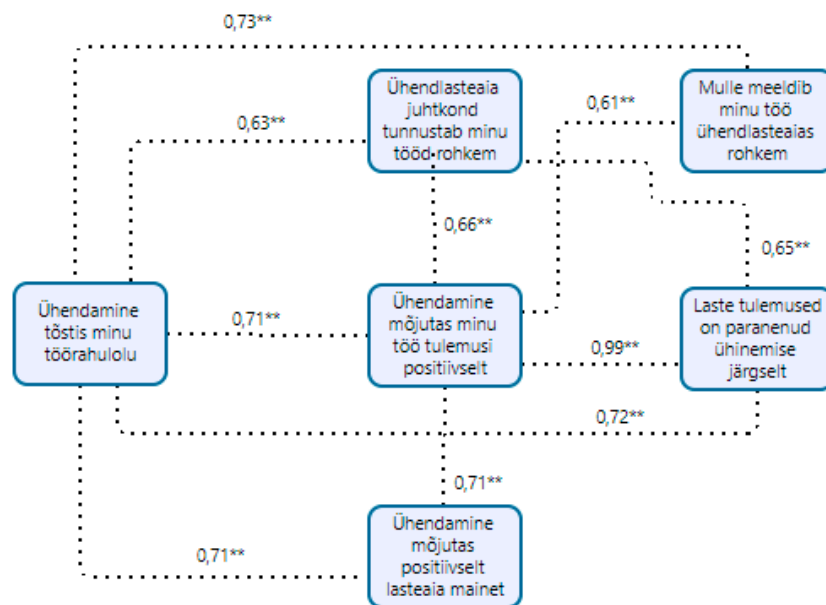 0,73**
Ühendlasteaia
juhtkond
tunnustab minu
tööd rohkem
Mulle meeldib
minu töö
ühendlasteaias
rohkem
0,61**
0,63**
0,66**
0,65**
Ühendamine
tõstis minu
töörahulolu
0,71**
Ühendamine
mõjutas minu
töö tulemusi
positiivselt
0,99**
Laste tulemused
on paranenud
ühinemise
järgselt
0,72**
0,71**
0,71**
Ühendamine
mõjutas
positiivselt
lasteaia mainet